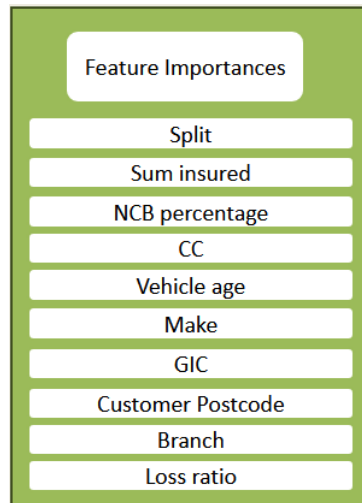 Feature Importances
Split
Sum insured
NCB percentage
CC
Vehicle age
Make
GIC
Customer Postcode
Branch
Loss ratio